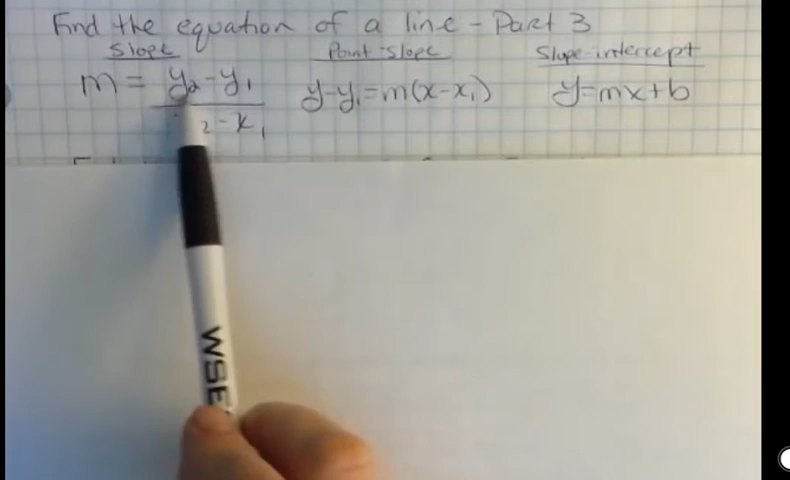 Find the equation of a line - Part 3
Slope Point-Slope Slope-intercept
m = y₂-y₁ y-y₁=m(x-x₁) y=mx+b
₂-x₁
WSE